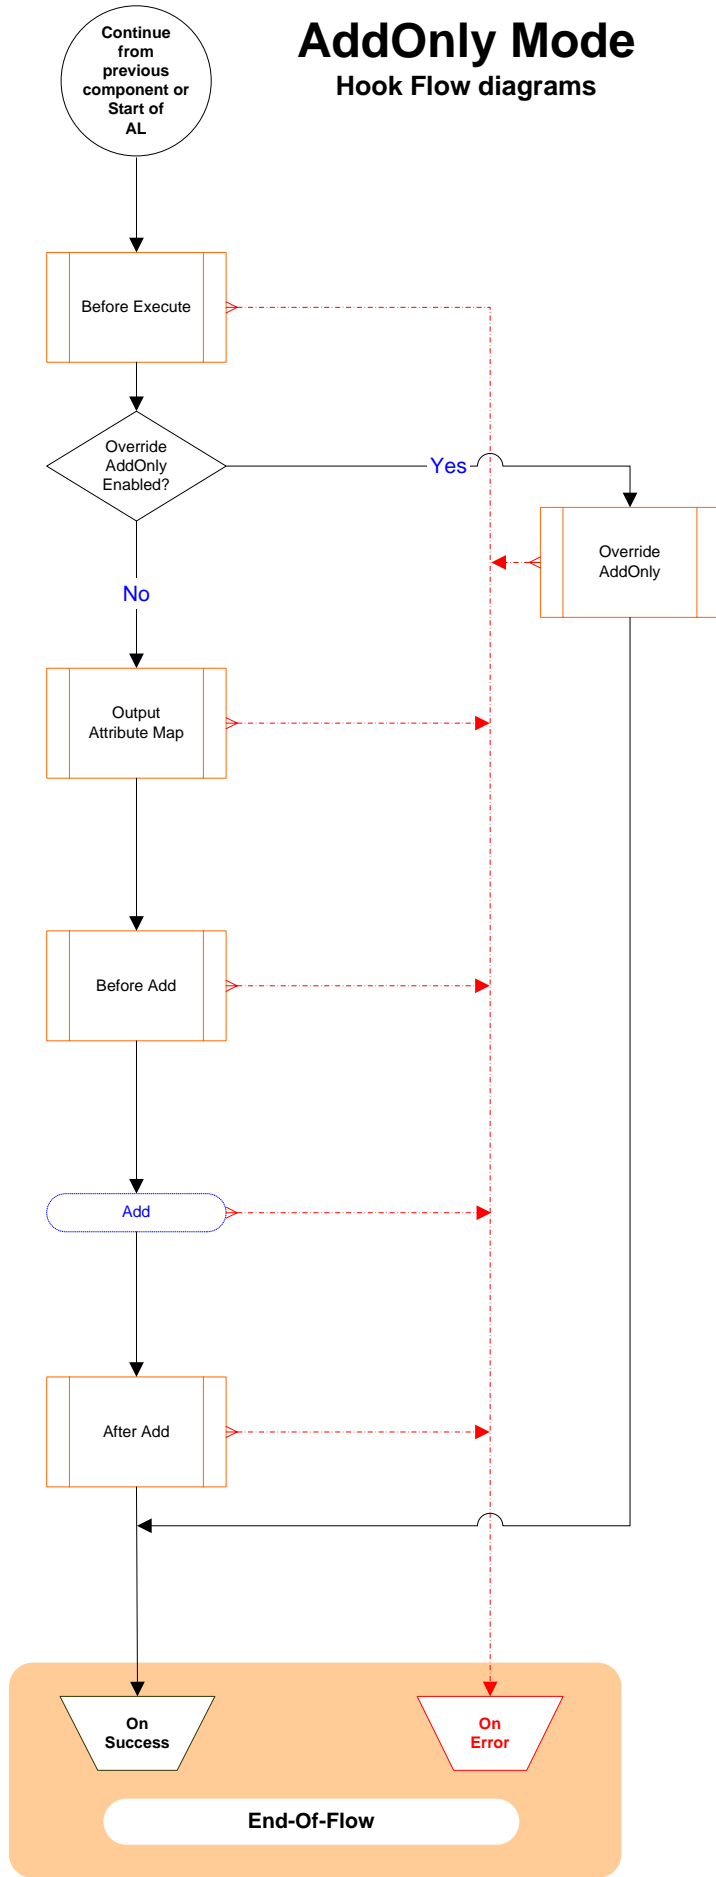 Continue
from
previous
component or
Start of
AL
AddOnly Mode
Hook Flow diagrams
Before Execute
Override
AddOnly
Enabled?
Yes
Override
AddOnly
No
Output
Attribute Map
Before Add
Add
After Add
On
Success
On
Error
End-Of-Flow